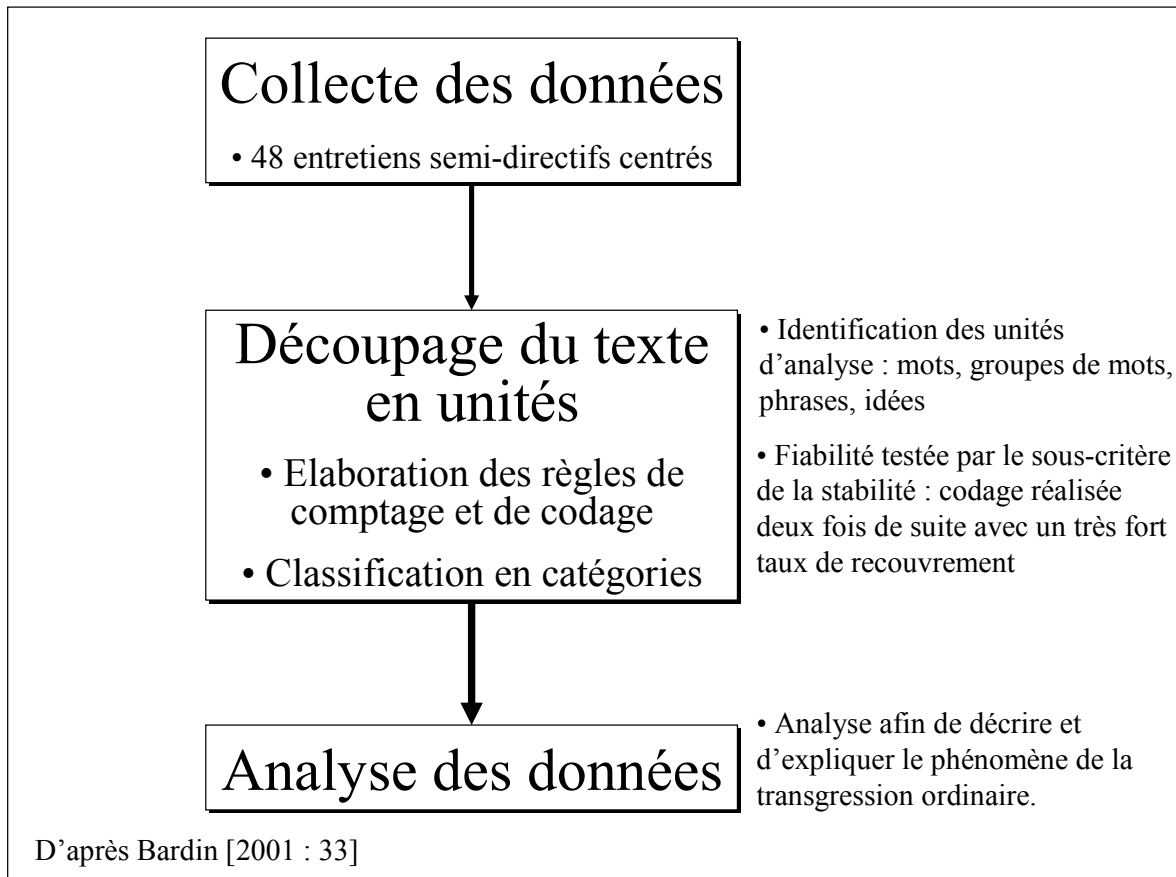 Collecte des données
• 48 entretiens semi-directifs centrés
Découpage du texte
en unités
• Elaboration des règles de
comptage et de codage
• Classification en catégories
• Identification des unités
d’analyse : mots, groupes de mots,
phrases, idées
• Fiabilité testée par le sous-critère
de la stabilité : codage réalisée
deux fois de suite avec un très fort
taux de recouvrement
Analyse des données
• Analyse afin de décrire et
d’expliquer le phénomène de la
transgression ordinaire.
D’après Bardin [2001 : 33]